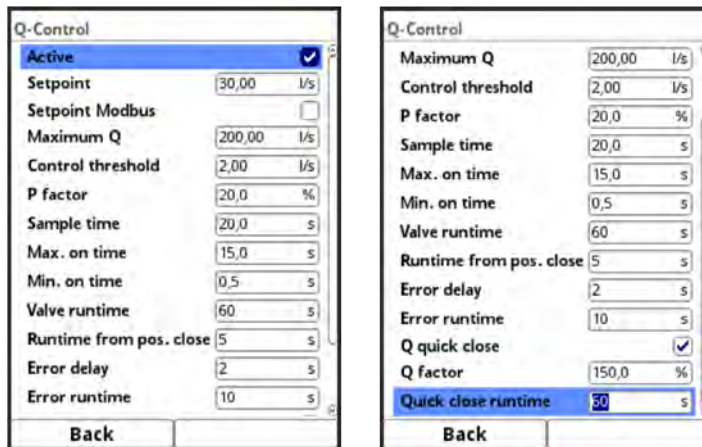 Q-Control
Active
Setpoint 30,00 l/s
Setpoint Modbus
Maximum Q 200,00 l/s
Control threshold 2,00 l/s
P factor 20,0 %
Sample time 20,0 s
Max. on time 15,0 s
Min. on time 0,5 s
Valve runtime 60 s
Runtime from pos. close 5 s
Error delay 2 s
Error runtime 10 s
Back
Q-Control
Maximum Q 200,00 l/s
Control threshold 2,00 l/s
P factor 20,0 %
Sample time 20,0 s
Max. on time 15,0 s
Min. on time 0,5 s
Valve runtime 60 s
Runtime from pos. close 5 s
Error delay 2 s
Error runtime 10 s
Q quick close
Q factor 150,0 %
Quick close runtime 60 s
Back